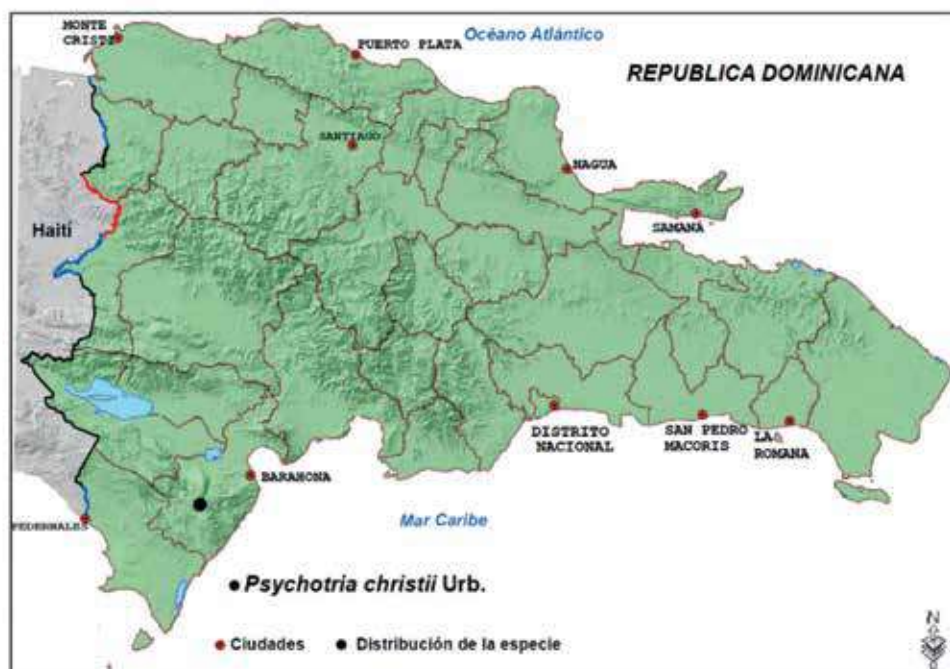 MONTE
CRISTI
PUERTO PLATA
Océano Atlántico
REPUBLICA DOMINICANA
SANTIAGO
NAGUA
Haití
SAMANÁ
DISTRITO
NACIONAL
SAN PEDRO
MACORIS
LA
ROMANA
BARAHONA
PEDERNALES
Mar Caribe
Psychotria christii Urb.
Ciudades
Distribución de la especie
N